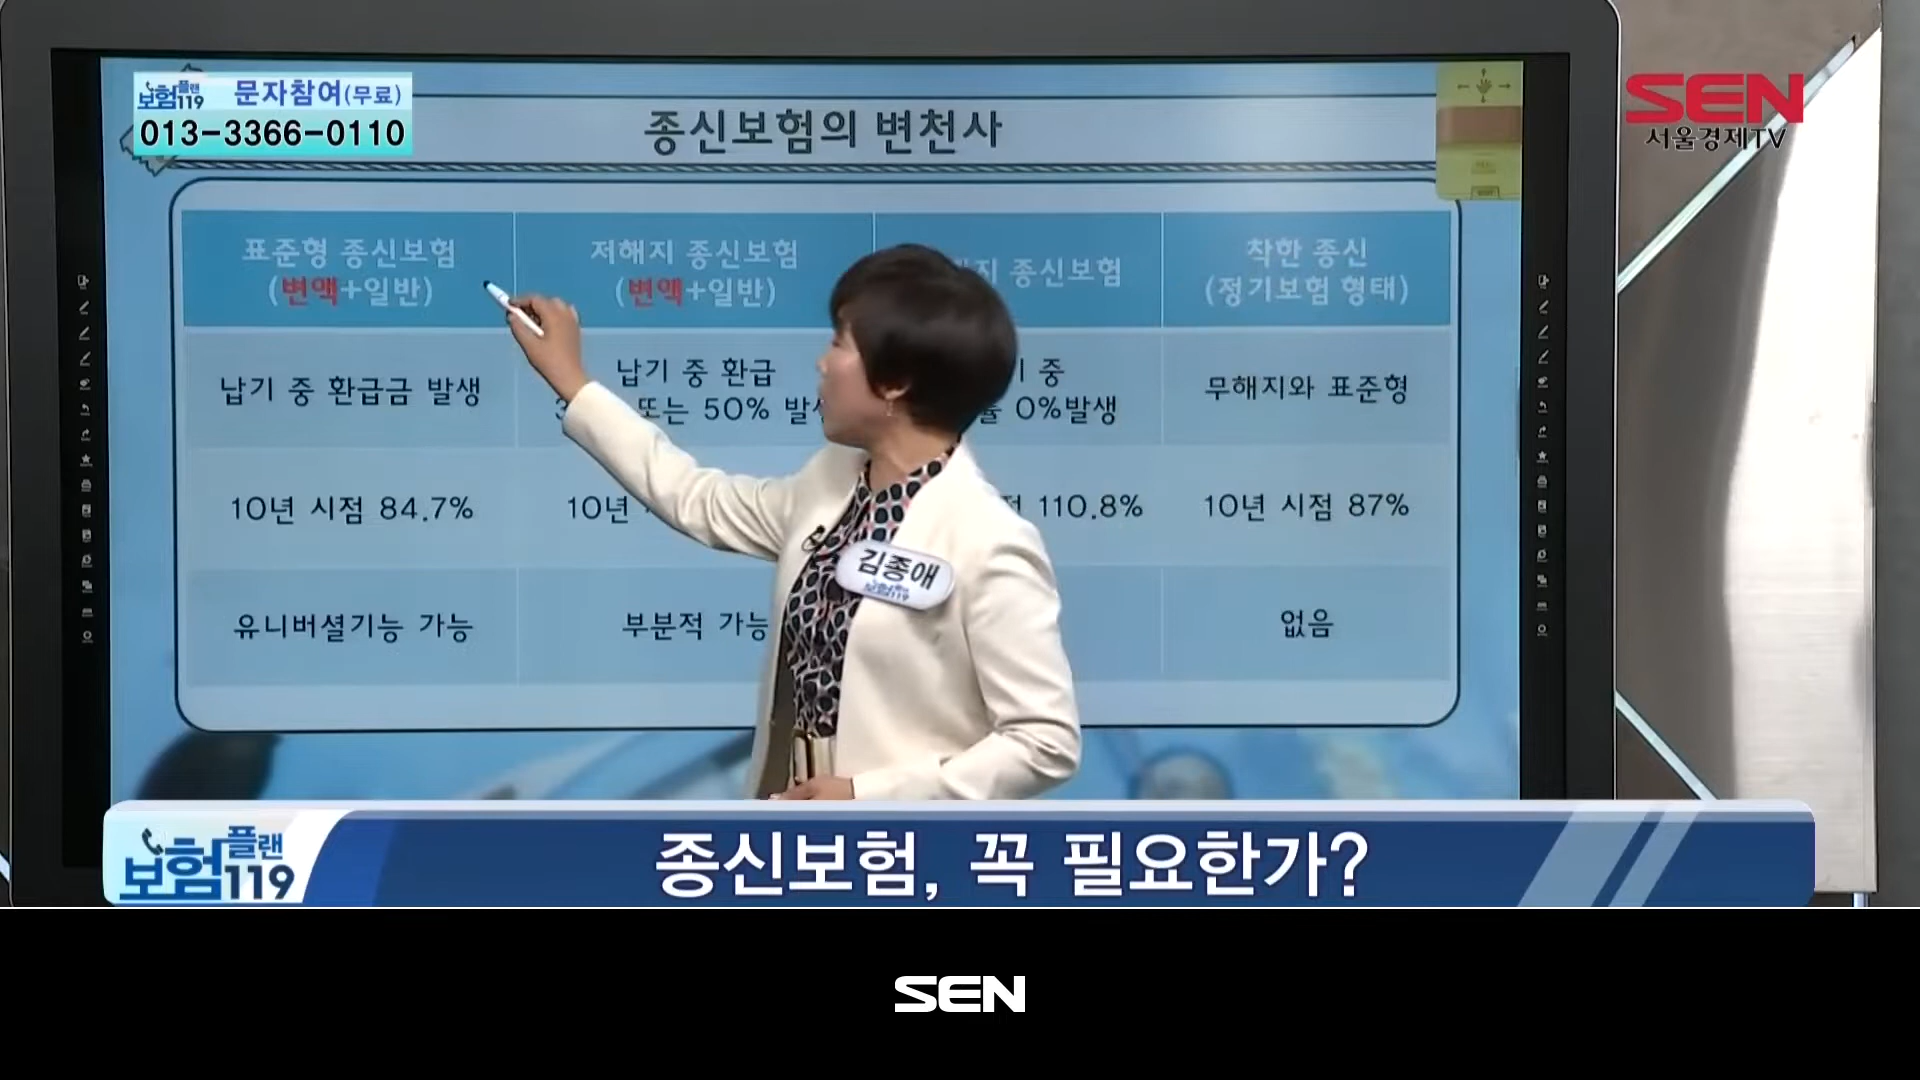 보험플랜119 문자참여(무료)
013-3366-0110
SEN
서울경제TV
종신보험의 변천사
표준형 종신보험
(변액+일반)
저해지 종신보험
(변액+일반)
종신보험
착한 종신
(정기보험 형태)
납기 중 환급금 발생
납기 중 환급
또는 50%
중
0%발생
무해지와 표준형
10년 시점 84.7%
10년
110.8%
10년 시점 87%
유니버셜기능 가능
부분적 가능
없음
김종애
보험플랜119
보험플랜119
종신보험, 꼭 필요한가?
SEN